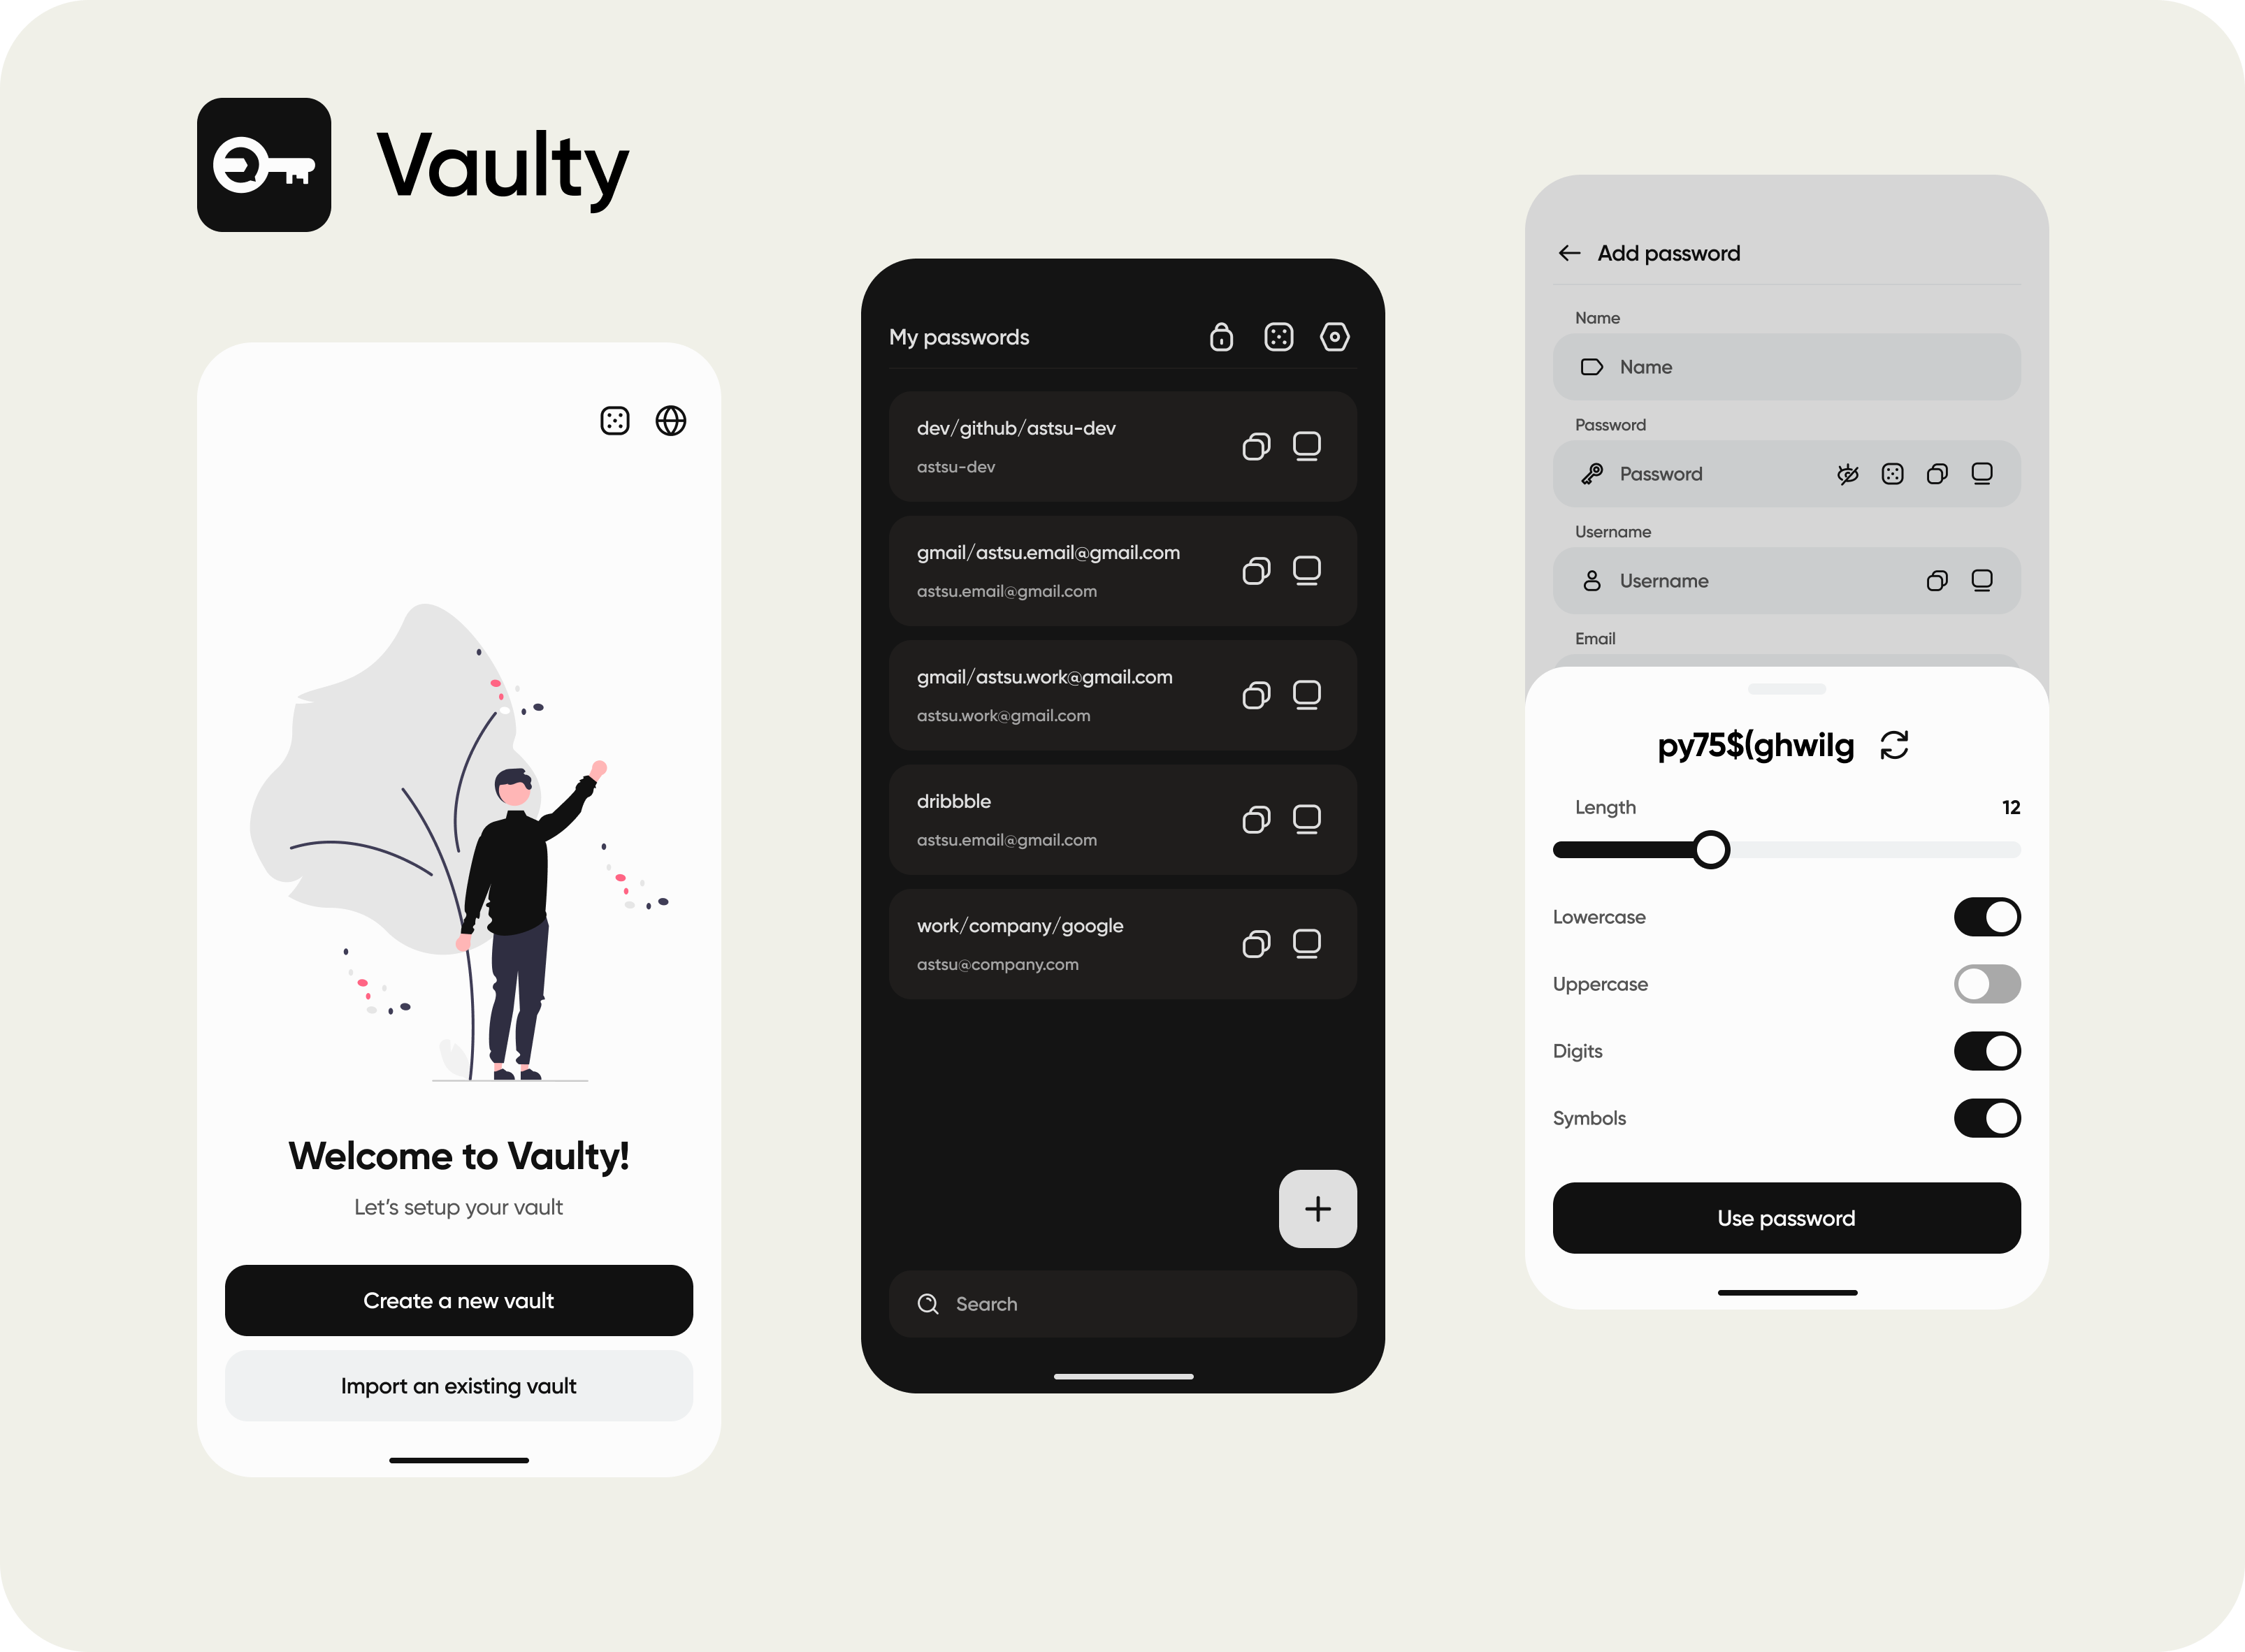 Vaulty
Welcome to Vaulty!
Let's setup your vault
Create a new vault
Import an existing vault
My passwords
dev/github/astsu-dev
astsu-dev
gmail/astsu.email@gmail.com
astsu.email@gmail.com
gmail/astsu.work@gmail.com
astsu.work@gmail.com
dribbble
astsu.email@gmail.com
work/company/google
astsu@company.com
Search
Add password
Name
Name
Password
Password
Username
Username
Email
py75$(ghwilg
Length 12
Lowercase
Uppercase
Digits
Symbols
Use password